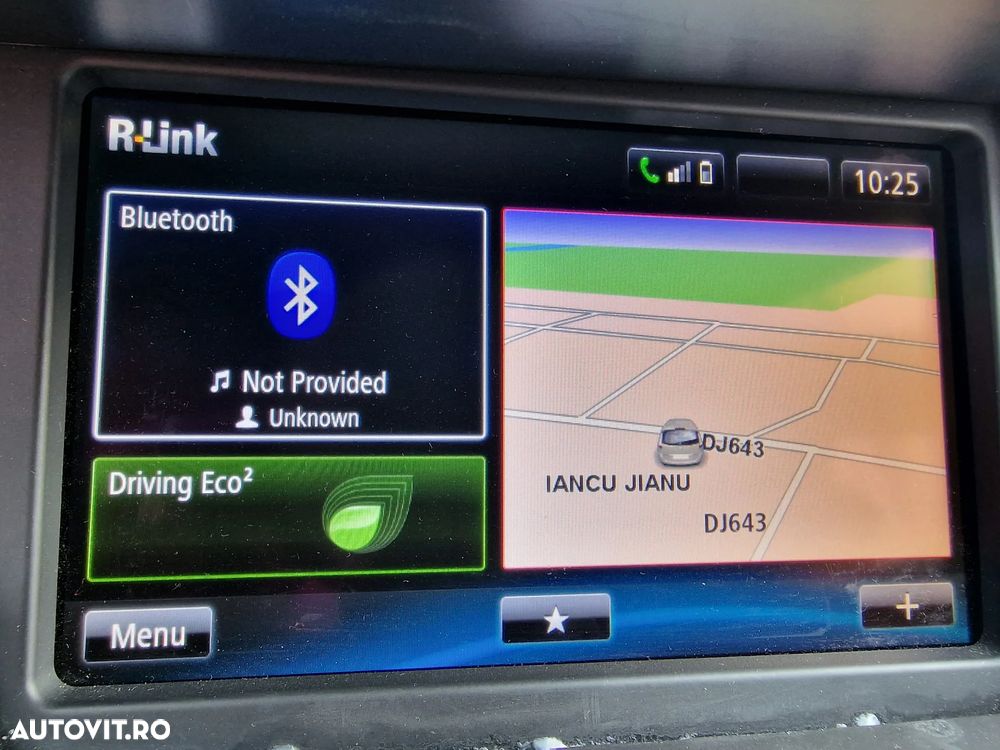 R-Link
10:25
Bluetooth
Not Provided
Unknown
Driving Eco²
DJ643
IANCU JIANU
DJ643
Menu
AUTOVIT.RO